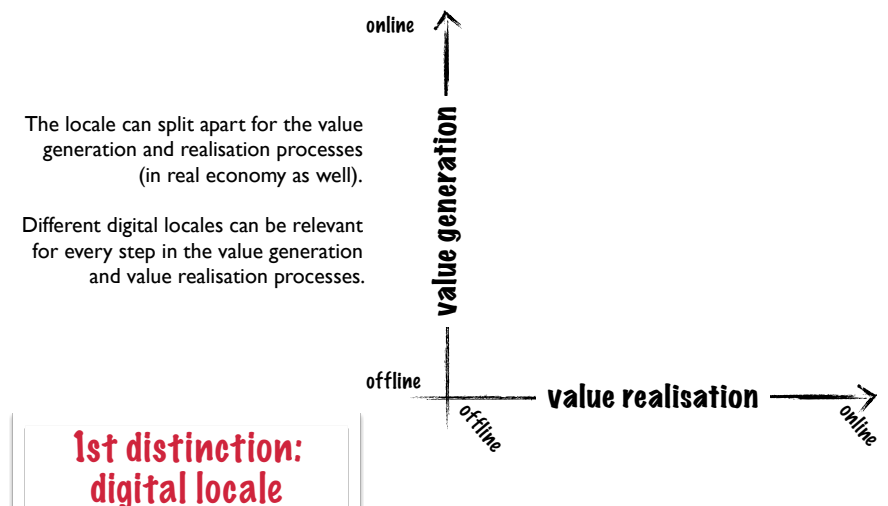 online
The locale can split apart for the value
generation and realisation processes
(in real economy as well).
Different digital locales can be relevant
for every step in the value generation
and value realisation processes.
value generation
offline
value realisation
offline
online
1st distinction:
digital locale